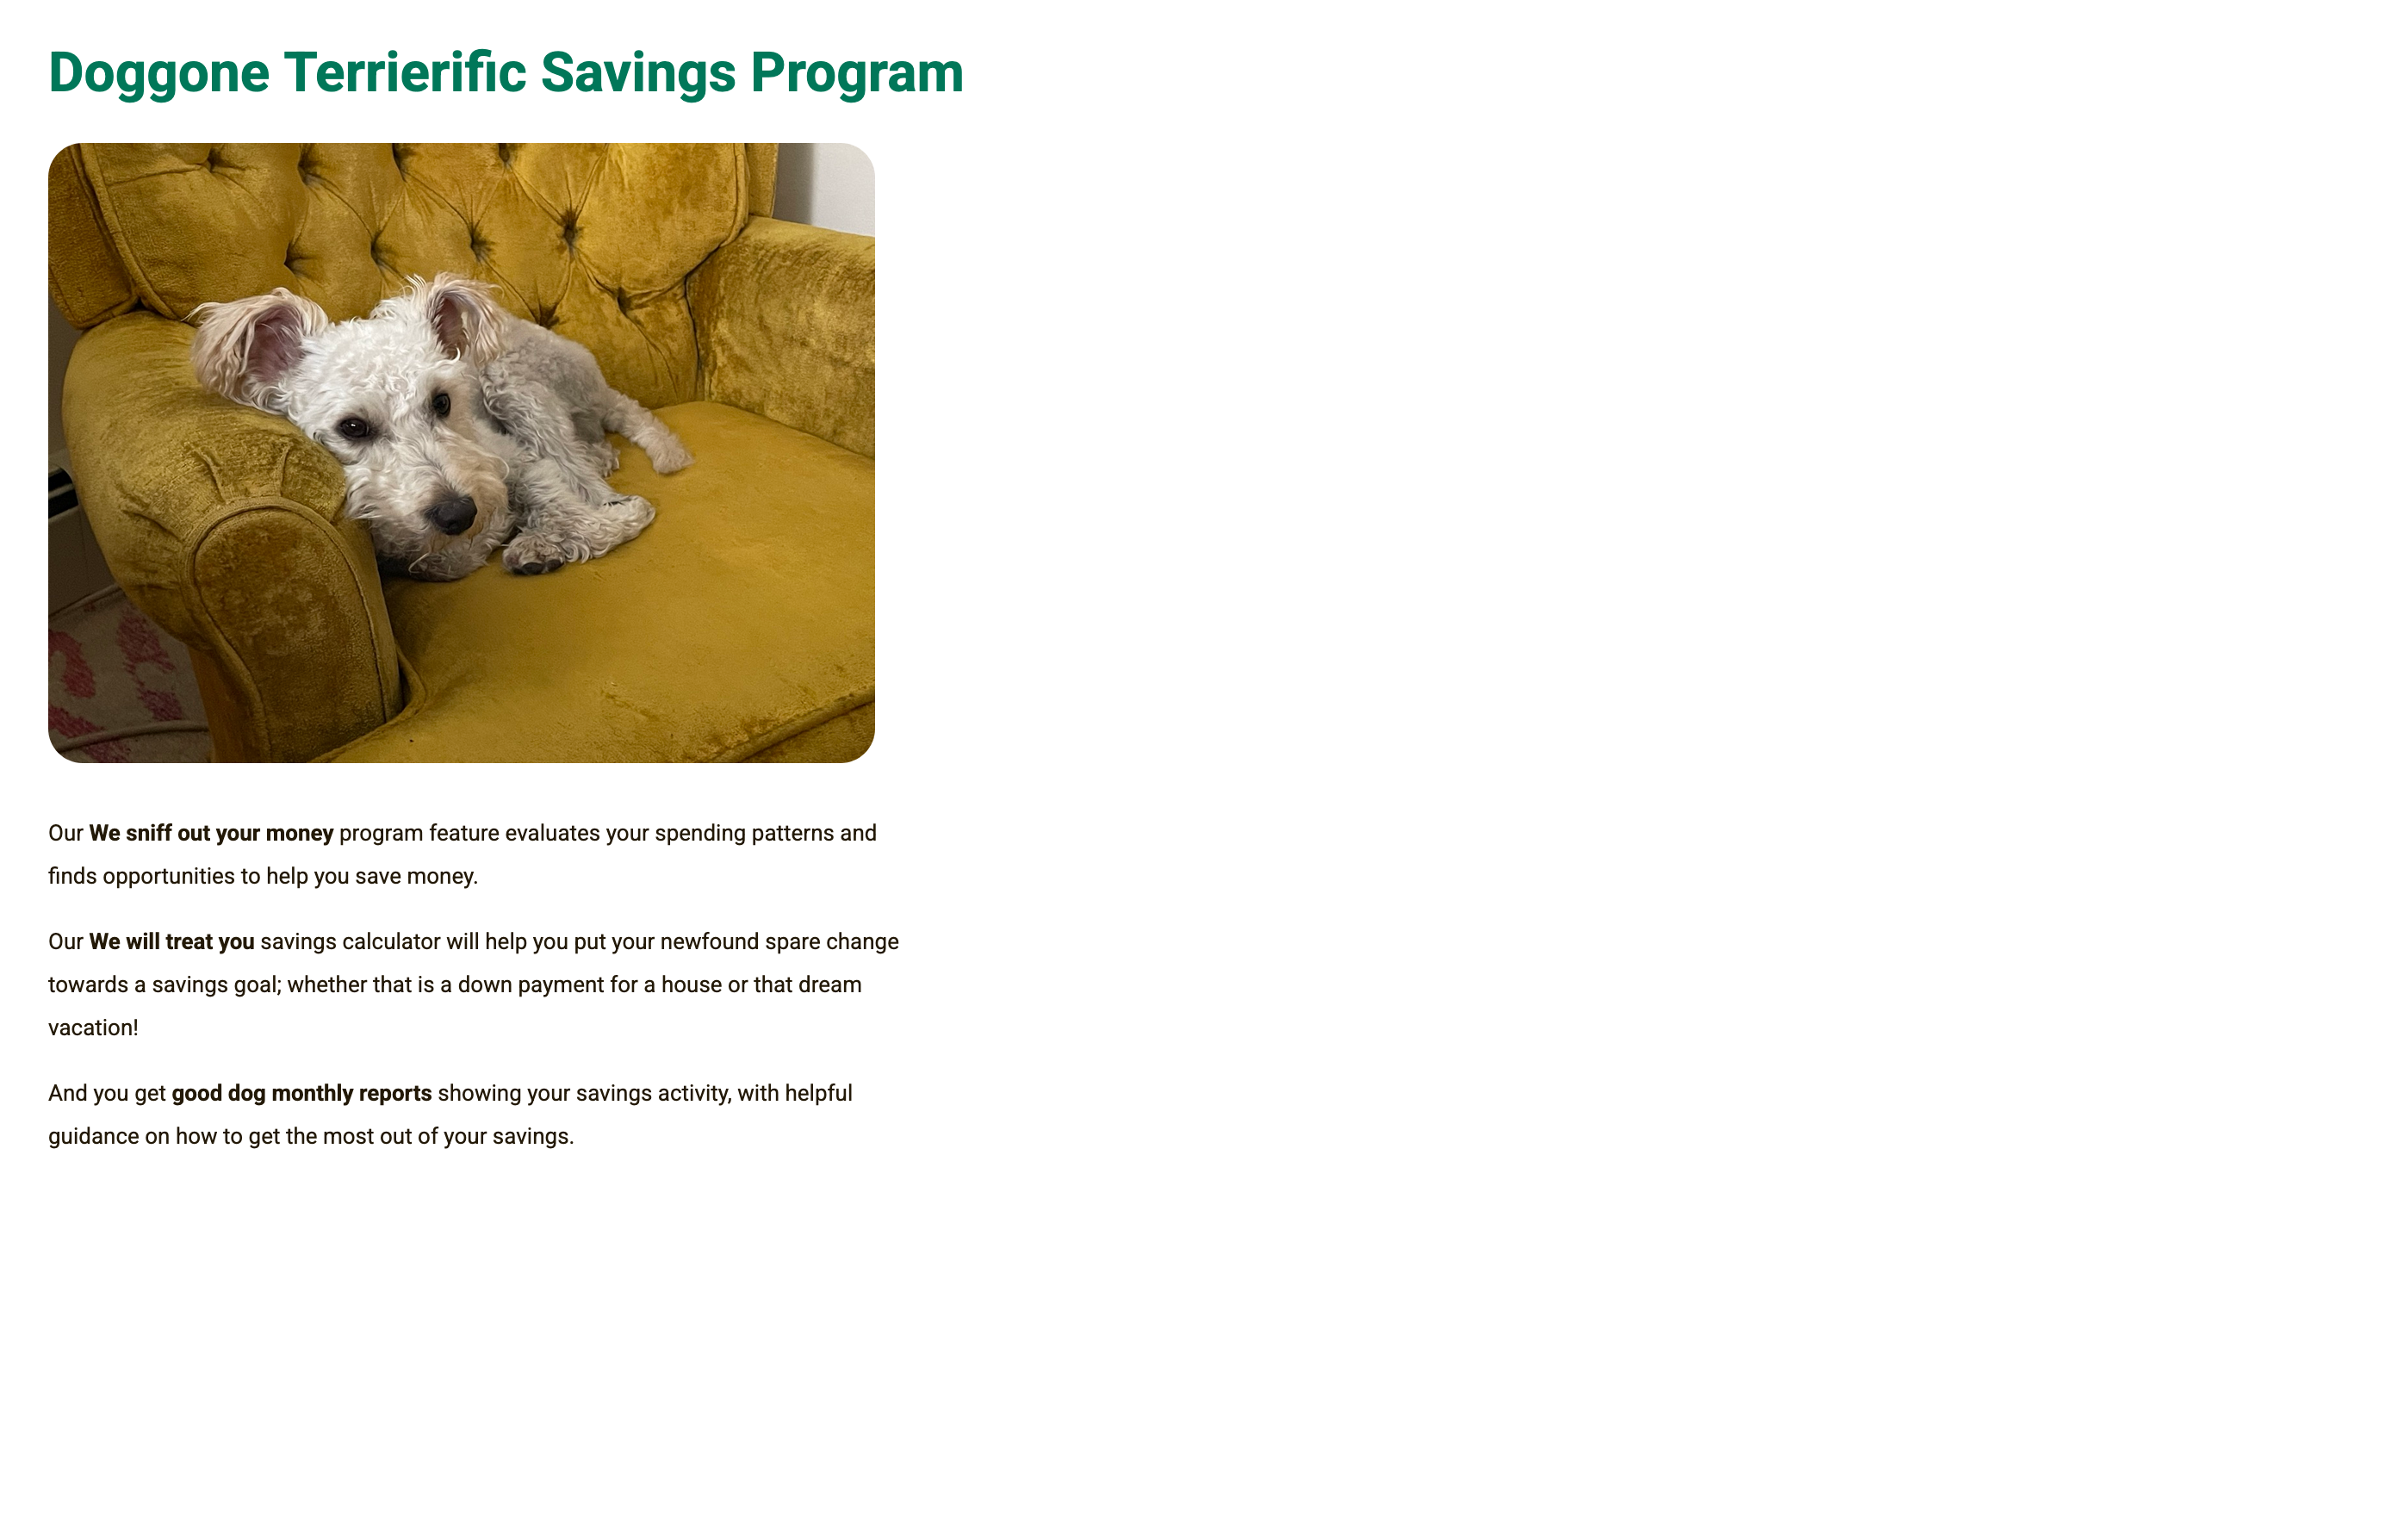 Doggone Terrierific Savings Program
Our We sniff out your money program feature evaluates your spending patterns and
finds opportunities to help you save money.
Our We will treat you savings calculator will help you put your newfound spare change
towards a savings goal; whether that is a down payment for a house or that dream
vacation!
And you get good dog monthly reports showing your savings activity, with helpful
guidance on how to get the most out of your savings.